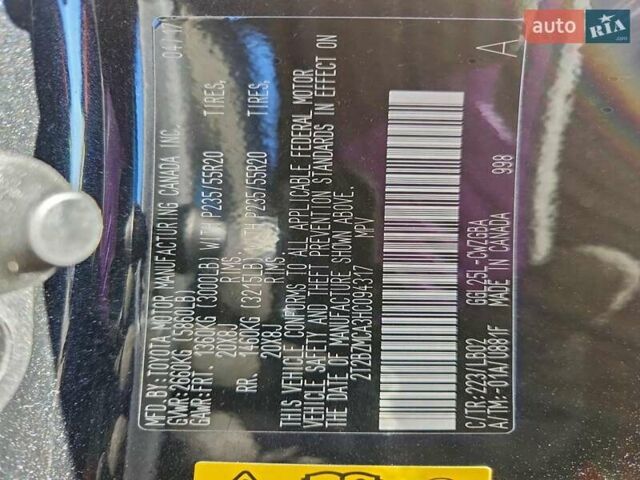 auto RIA .com
MFD. BY:TOYOTA MOTOR MANUFACTURING CANADA INC. 04/17
GVWR:2660KG (5860LB)
GAWR:FRT. 1360KG (3000LB) WITH P235/55R20 TIRES,
20X8J RIMS,
RR. 1460KG (3215LB) WITH P235/55R20 TIRES,
20X8J RIMS.
THIS VEHICLE CONFORMS TO ALL APPLICABLE FEDERAL MOTOR
VEHICLE SAFETY AND THEFT PREVENTION STANDARDS IN EFFECT ON
THE DATE OF MANUFACTURE SHOWN ABOVE.
2T2BZMCA3HC094317 MPV
A
C/TR:223/LB02 GGL25L-CWZGBA
A/TM:-01A/U881F MADE IN CANADA 998